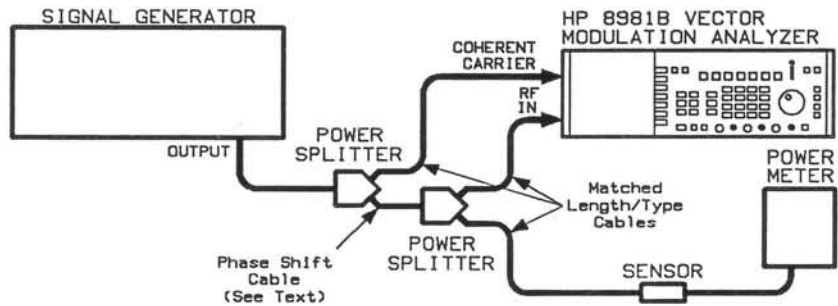 SIGNAL GENERATOR
HP 8981B VECTOR
MODULATION ANALYZER
COHERENT
CARRIER
RF
IN
OUTPUT
POWER
SPLITTER
POWER
METER
Matched
Length/Type
Cables
Phase Shift
Cable
(See Text)
POWER
SPLITTER
SENSOR